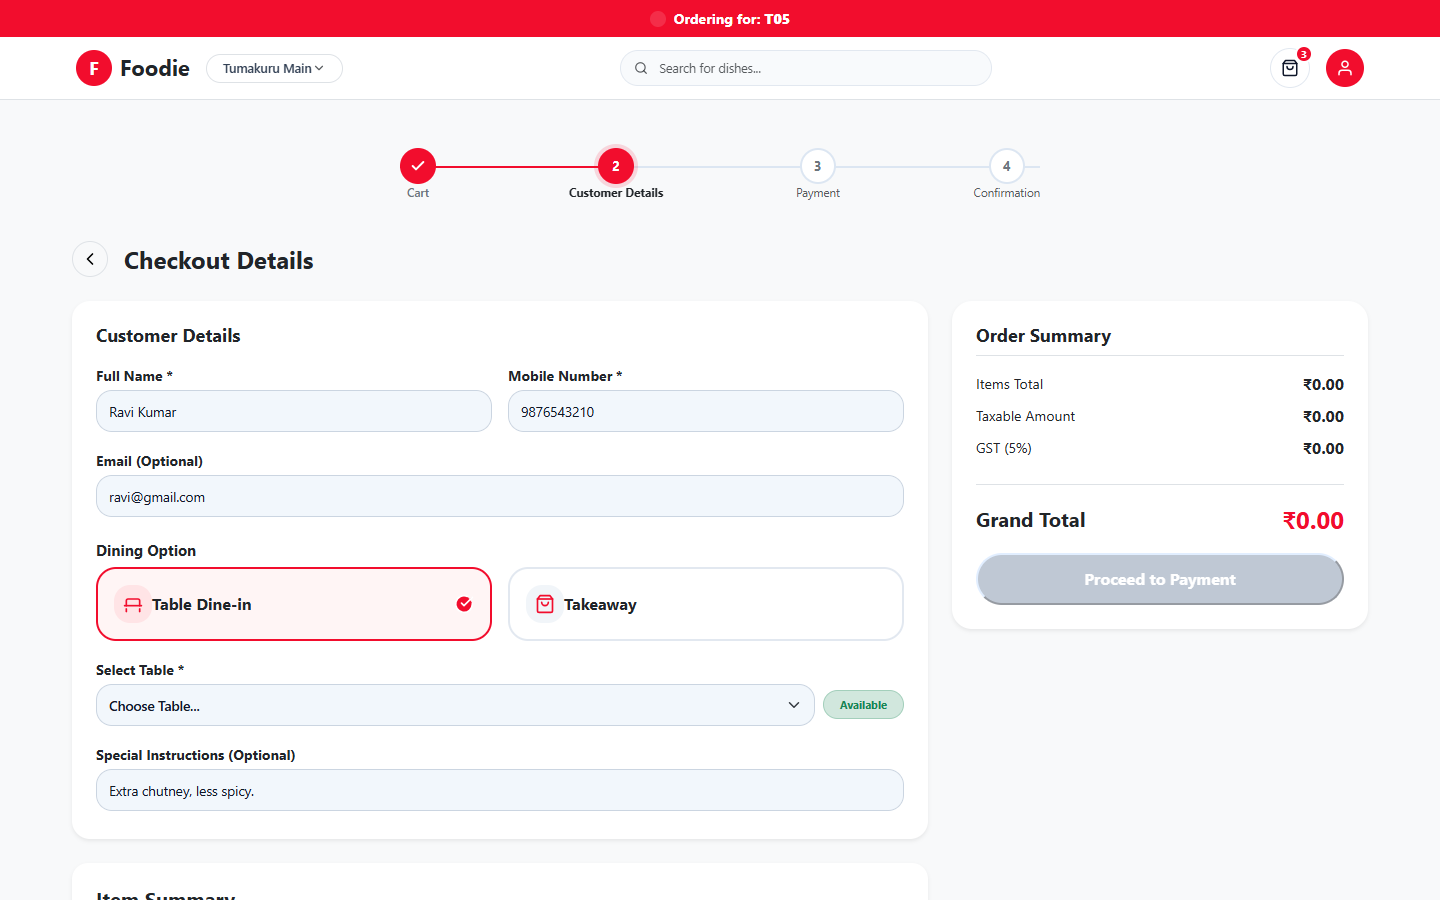 Ordering for: T05
F Foodie
Tumakuru Main
Search for dishes...
3
2
3
4
Cart
Customer Details
Payment
Confirmation
Checkout Details
Customer Details
Full Name *
Mobile Number *
Ravi Kumar
9876543210
Email (Optional)
ravi@gmail.com
Dining Option
Table Dine-in
Takeaway
Select Table *
Choose Table...
Available
Special Instructions (Optional)
Extra chutney, less spicy.
Order Summary
Items Total ₹0.00
Taxable Amount ₹0.00
GST (5%) ₹0.00
Grand Total ₹0.00
Proceed to Payment
Item Summary